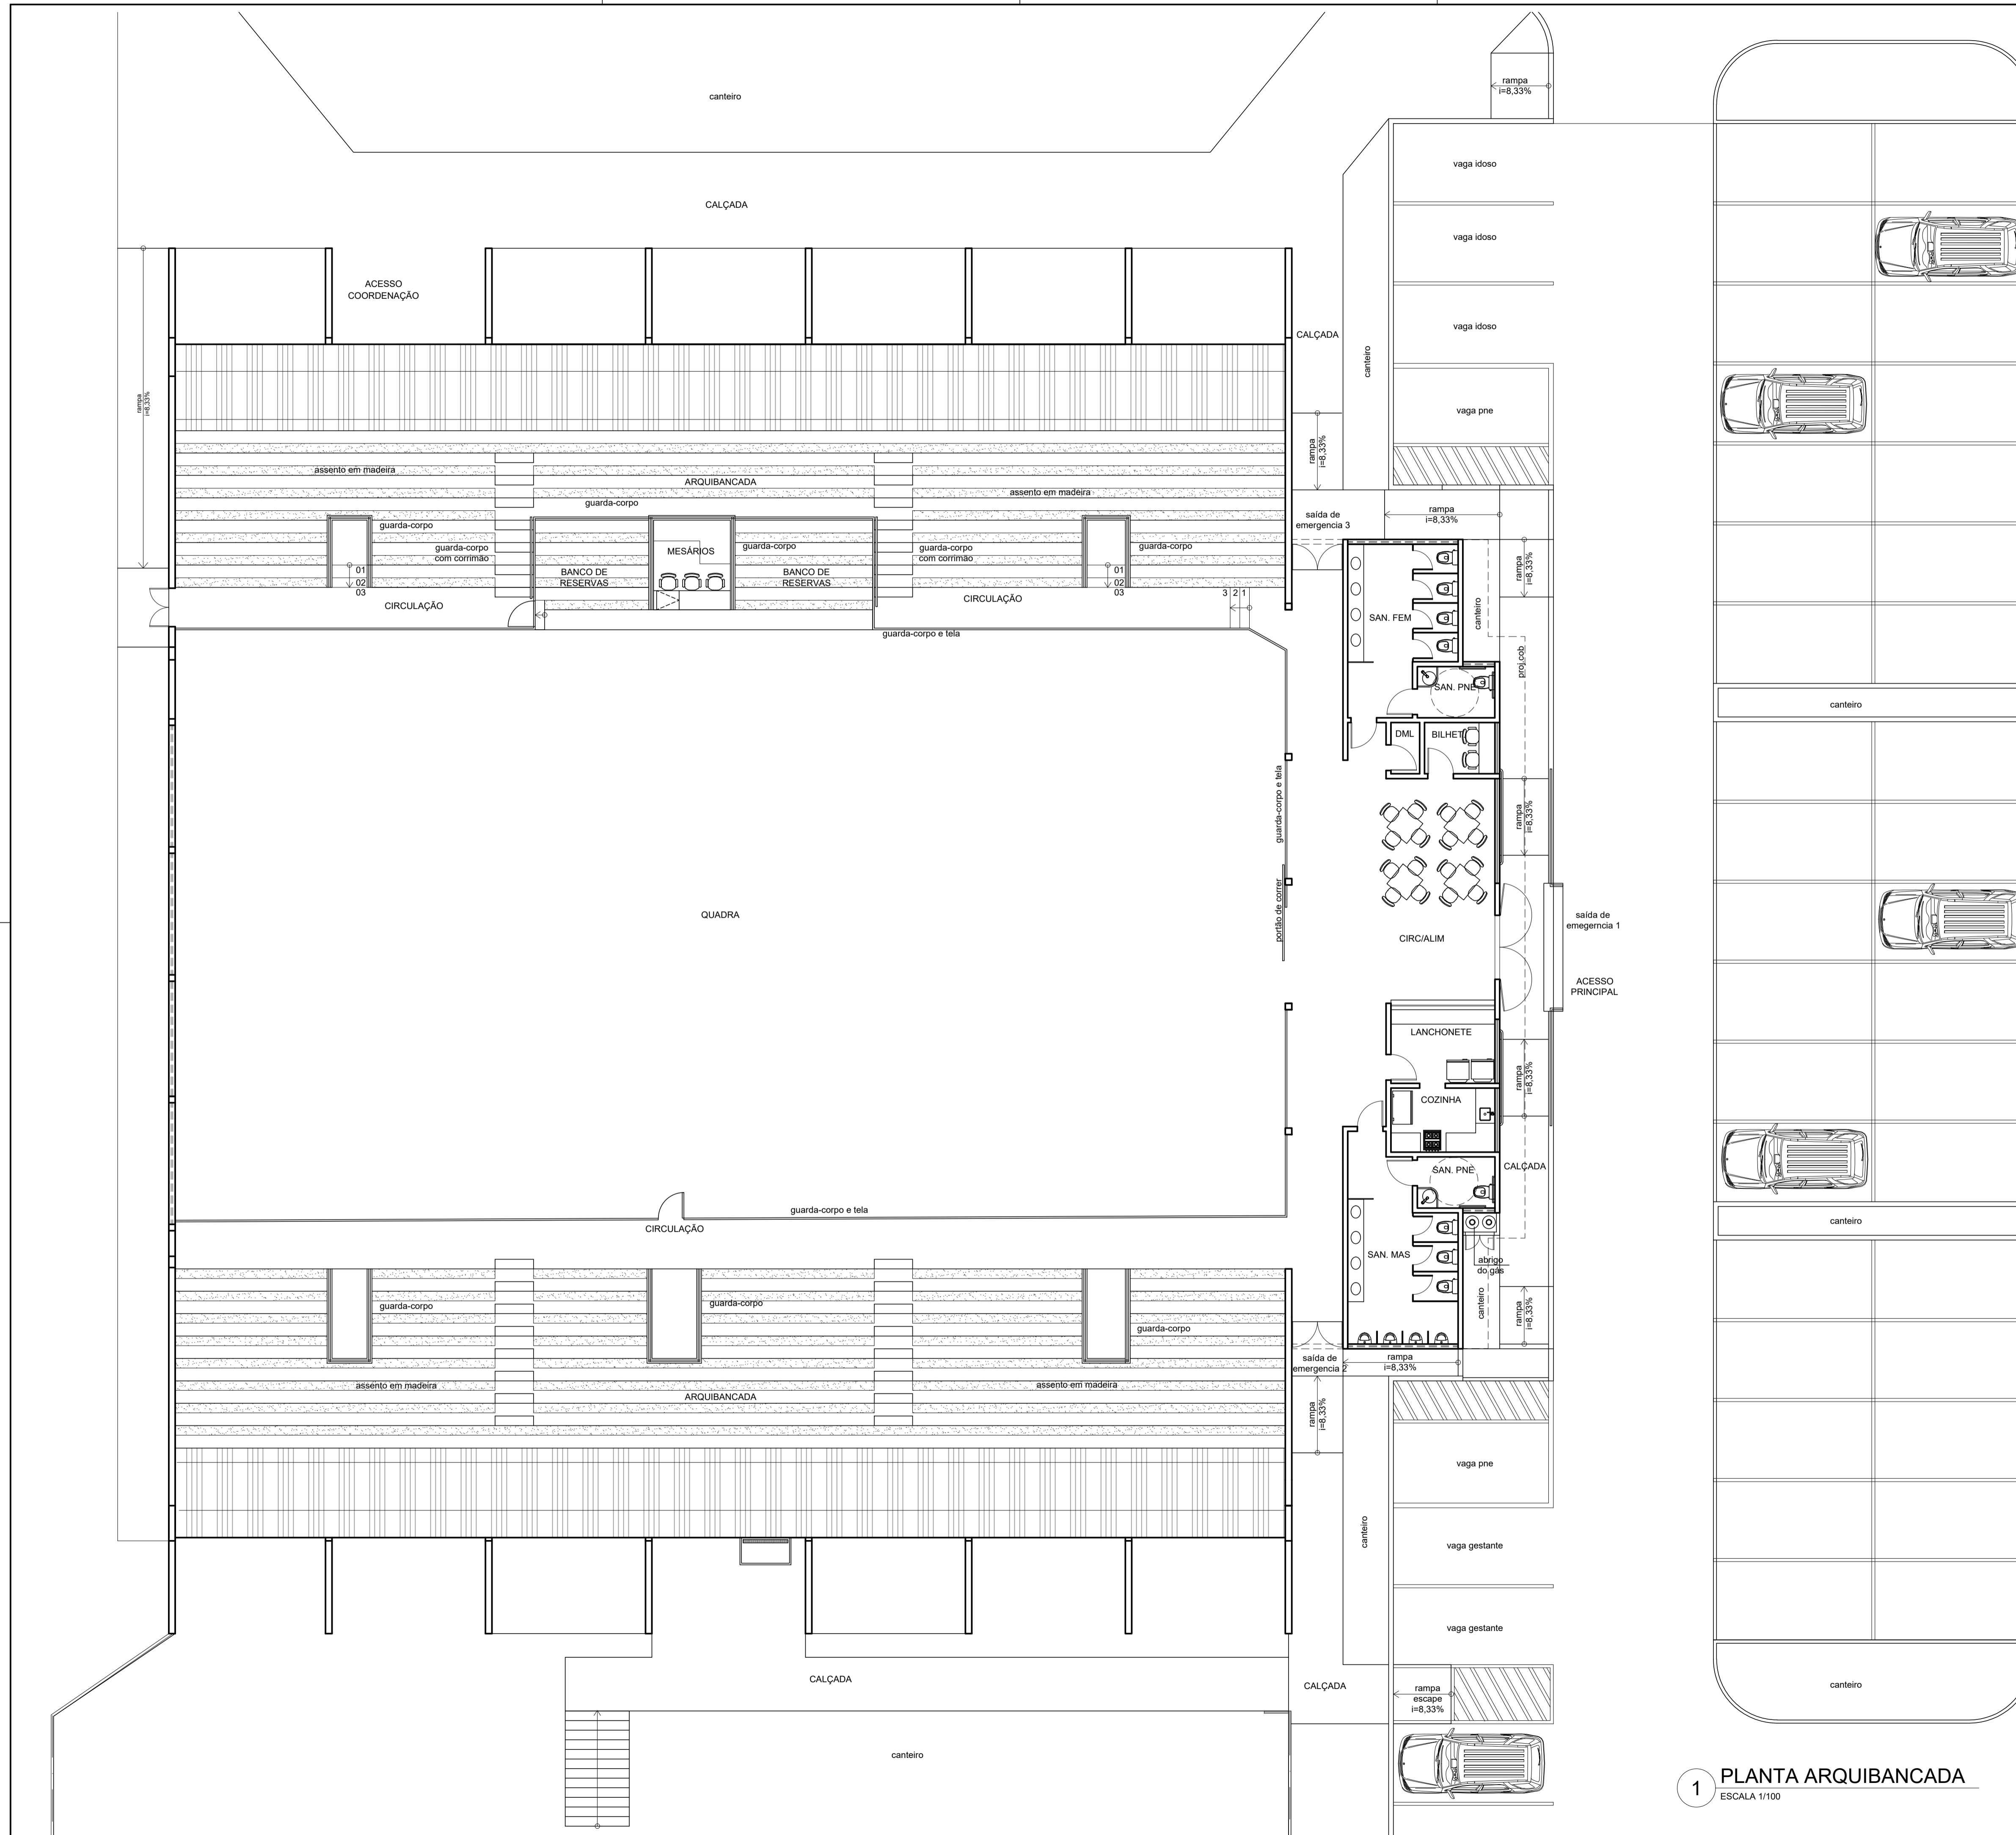 canteiro
rampa
i=8,33%
vaga idoso
CALÇADA
vaga idoso
ACESSO
COORDENAÇÃO
vaga idoso
CALÇADA
canteiro
rampa
i=8,33%
vaga pne
rampa
i=8,33%
assento em madeira
ARQUIBANCADA
assento em madeira
guarda-corpo
rampa
i=8,33%
saída de
emergencia 3
guarda-corpo
guarda-corpo
com corrimão
MESÁRIOS
guarda-corpo
guarda-corpo
com corrimão
guarda-corpo
01
02
03
BANCO DE
RESERVAS
BANCO DE
RESERVAS
01
02
03
rampa
i=8,33%
CIRCULAÇÃO
CIRCULAÇÃO
3 2 1
canteiro
SAN. FEM
guarda-corpo e tela
proj.cob
SAN. PNE
canteiro
DML
BILHET.
guarda-corpo e tela
rampa
i=8,33%
portão de correr
QUADRA
saída de
emegerncia 1
CIRC/ALIM
ACESSO
PRINCIPAL
LANCHONETE
rampa
i=8,33%
COZINHA
SAN. PNE
CALÇADA
guarda-corpo e tela
CIRCULAÇÃO
canteiro
SAN. MAS
abrigo
do gás
guarda-corpo
guarda-corpo
guarda-corpo
canteiro
rampa
i=8,33%
saída de
emergencia 2
rampa
i=8,33%
assento em madeira
ARQUIBANCADA
assento em madeira
rampa
i=8,33%
vaga pne
canteiro
vaga gestante
vaga gestante
CALÇADA
CALÇADA
rampa
escape
i=8,33%
canteiro
canteiro
1
PLANTA ARQUIBANCADA
ESCALA 1/100